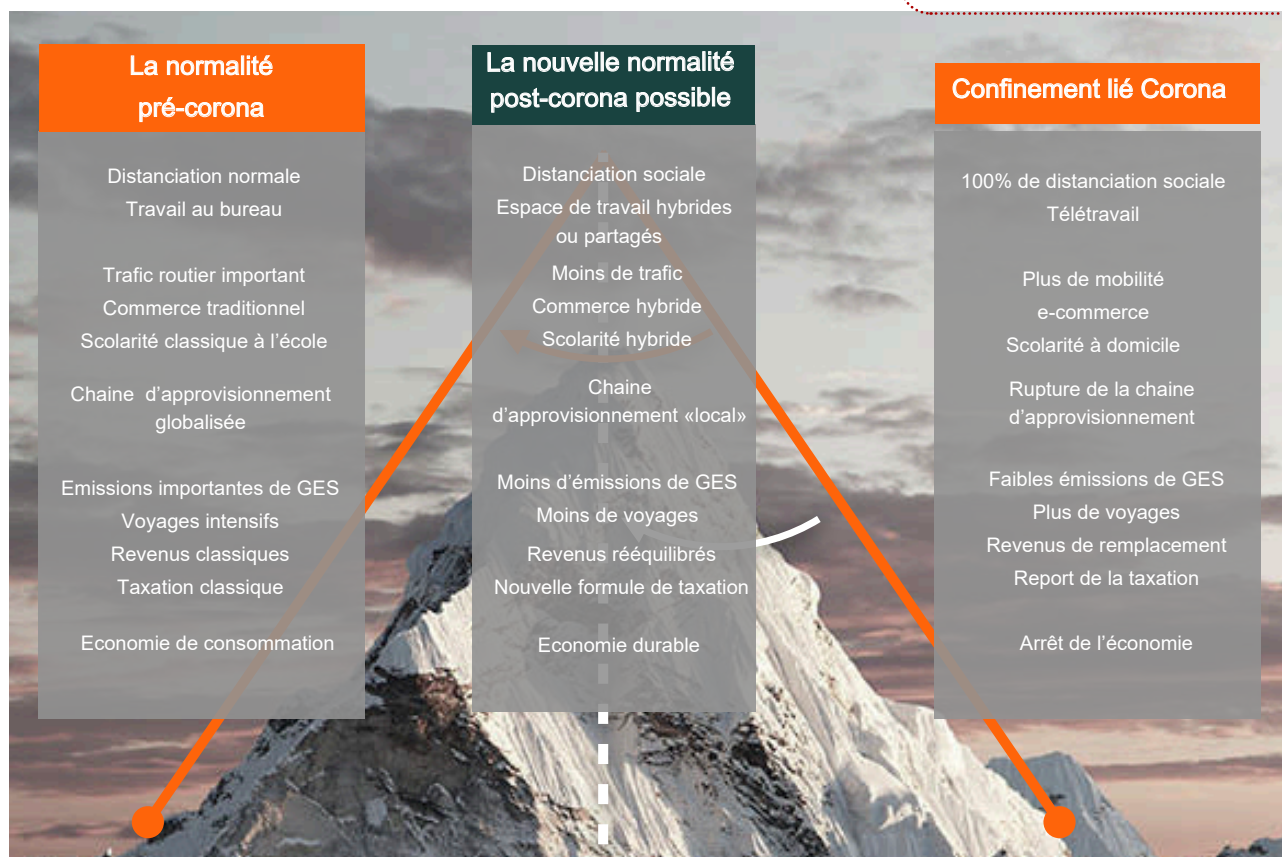 La normalité
pré-corona
Distanciation normale
Travail au bureau
Trafic routier important
Commerce traditionnel
Scolarité classique à l'école
Chaine d'approvisionnement
globalisée
Emissions importantes de GES
Voyages intensifs
Revenus classiques
Taxation classique
Economie de consommation
La nouvelle normalité
post-corona possible
Distanciation sociale
Espace de travail hybrides
ou partagés
Moins de trafic
Commerce hybride
Scolarité hybride
Chaine
d'approvisionnement «local»
Moins d'émissions de GES
Moins de voyages
Revenus rééquilibrés
Nouvelle formule de taxation
Economie durable
Confinement lié Corona
100% de distanciation sociale
Télétravail
Plus de mobilité
e-commerce
Scolarité à domicile
Rupture de la chaine
d'approvisionnement
Faibles émissions de GES
Plus de voyages
Revenus de remplacement
Report de la taxation
Arrêt de l'économie